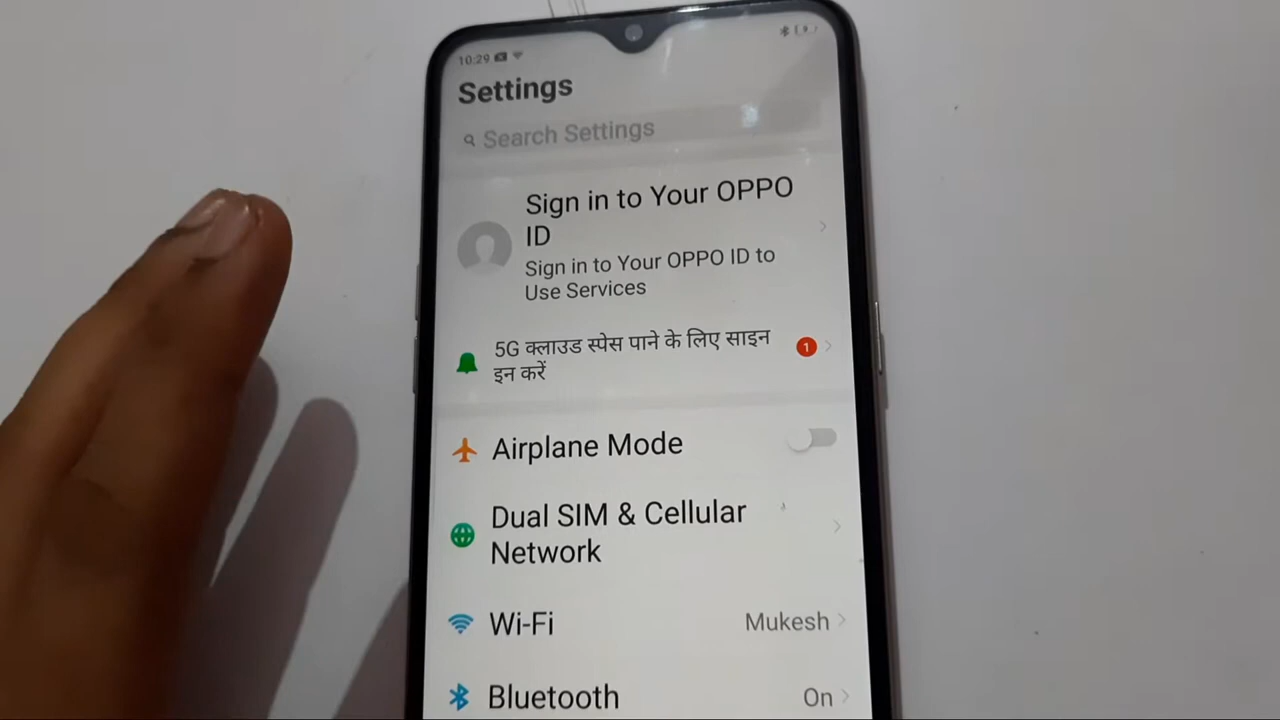 10:29
Settings
Search Settings
Sign in to Your OPPO
ID
Sign in to Your OPPO ID to
Use Services
5G क्लाउड स्पेस पाने के लिए साइन
इन करें
1
Airplane Mode
Dual SIM & Cellular
Network
Wi-Fi
Mukesh
Bluetooth
On